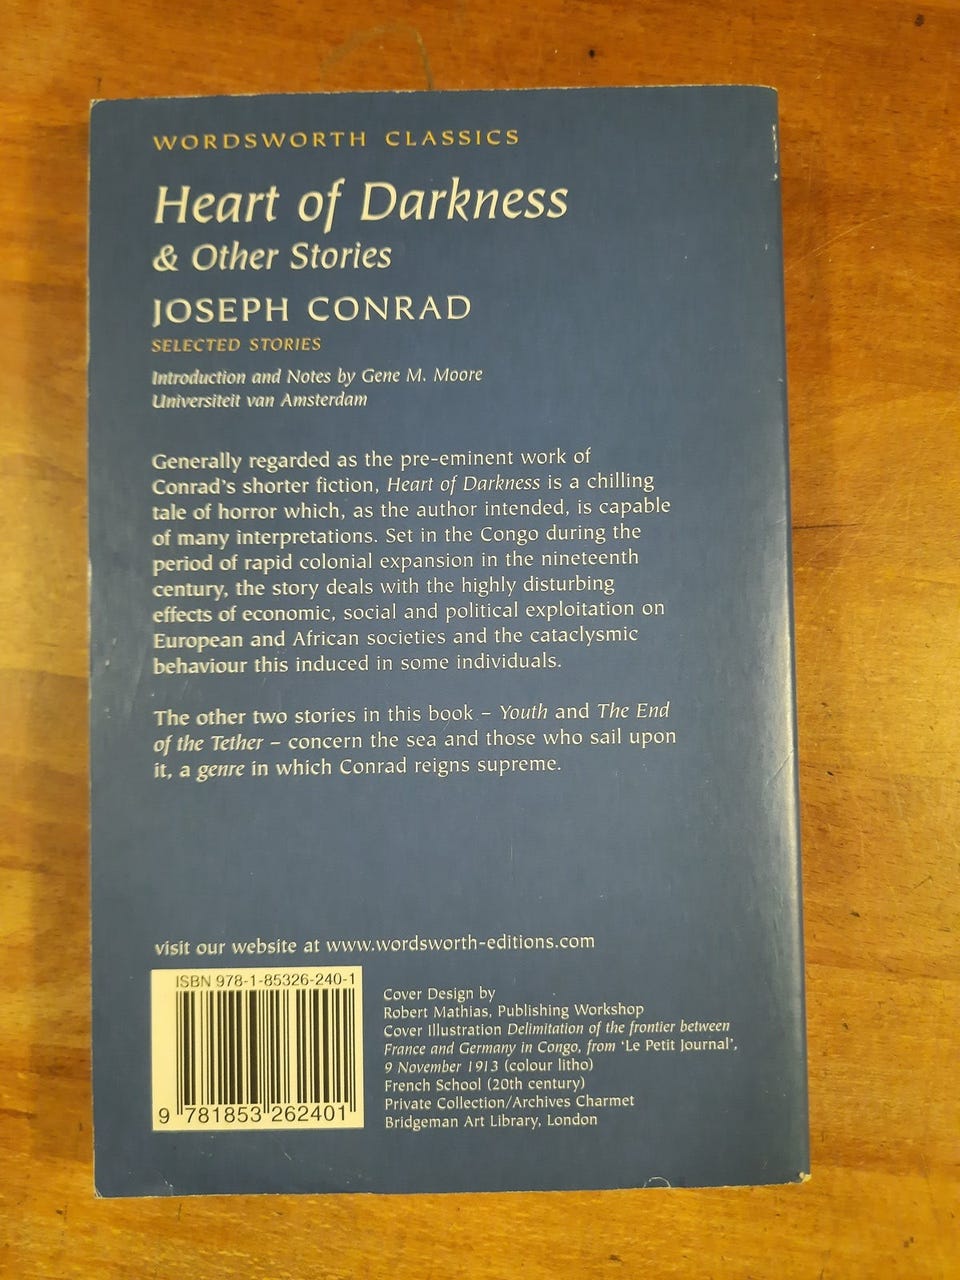 WORDSWORTH CLASSICS
Heart of Darkness
& Other Stories
JOSEPH CONRAD
SELECTED STORIES
Introduction and Notes by Gene M. Moore
Universiteit van Amsterdam
Generally regarded as the pre-eminent work of
Conrad's shorter fiction, Heart of Darkness is a chilling
tale of horror which, as the author intended, is capable
of many interpretations. Set in the Congo during the
period of rapid colonial expansion in the nineteenth
century, the story deals with the highly disturbing
effects of economic, social and political exploitation on
European and African societies and the cataclysmic
behaviour this induced in some individuals.
The other two stories in this book – Youth and The End
of the Tether – concern the sea and those who sail upon
it, a genre in which Conrad reigns supreme.
visit our website at www.wordsworth-editions.com
ISBN 978-1-85326-240-1
9 781853 262401
Cover Design by
Robert Mathias, Publishing Workshop
Cover Illustration Delimitation of the frontier between
France and Germany in Congo, from 'Le Petit Journal',
9 November 1913 (colour litho)
French School (20th century)
Private Collection/Archives Charmet
Bridgeman Art Library, London